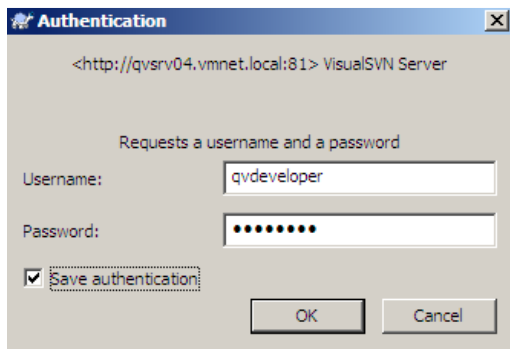 Authentication
<http://qvsrv04.vmnet.local:81> VisualSVN Server
Requests a username and a password
Username: qvdeveloper
Password: ●●●●●●●●
Save authentication
OK Cancel